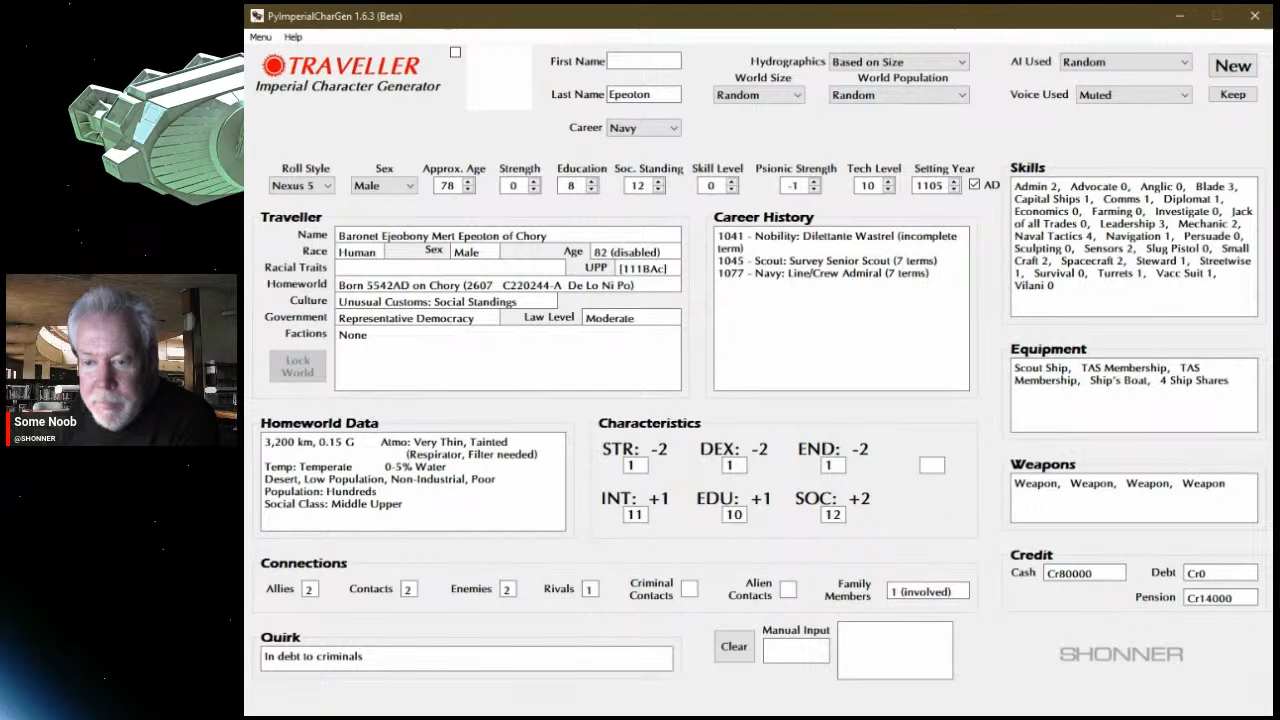 PyImperialCharGen 1.6.3 (Beta)
Menu Help
TRAVELLER
Imperial Character Generator
First Name
Last Name Epeoton
Career Navy
Hydrographics Based on Size
World Size World Population
Random Random
AI Used Random
Voice Used Muted
New
Keep
Roll Style Sex Approx. Age Strength Education Soc. Standing Skill Level Psionic Strength Tech Level Setting Year
Nexus 5 Male 78 0 8 12 0 -1 10 1105 AD
Traveller
Name Baronet Ejeobony Mert Epeoton of Chory
Race Human Sex Male Age 82 (disabled)
Racial Traits UPP [111BAc]
Homeworld Born 5542AD on Chory (2607 C220244-A De Lo Ni Po)
Culture Unusual Customs: Social Standings
Government Representative Democracy Law Level Moderate
Factions None
Lock
World
Career History
1041 - Nobility: Dilettante Wastrel (incomplete
term)
1045 - Scout: Survey Senior Scout (7 terms)
1077 - Navy: Line/Crew Admiral (7 terms)
Skills
Admin 2, Advocate 0, Anglic 0, Blade 3,
Capital Ships 1, Comms 1, Diplomat 1,
Economics 0, Farming 0, Investigate 0, Jack
of all Trades 0, Leadership 3, Mechanic 2,
Naval Tactics 4, Navigation 1, Persuade 0,
Sculpting 0, Sensors 2, Slug Pistol 0, Small
Craft 2, Spacecraft 2, Steward 1, Streetwise
1, Survival 0, Turrets 1, Vacc Suit 1,
Vilani 0
Equipment
Scout Ship, TAS Membership, TAS
Membership, Ship's Boat, 4 Ship Shares
Some Noob
@SHONNER
Homeworld Data
3,200 km, 0.15 G Atmo: Very Thin, Tainted
(Respirator, Filter needed)
Temp: Temperate 0-5% Water
Desert, Low Population, Non-Industrial, Poor
Population: Hundreds
Social Class: Middle Upper
Characteristics
STR: -2 DEX: -2 END: -2
1 1 1
INT: +1 EDU: +1 SOC: +2
11 10 12
Weapons
Weapon, Weapon, Weapon, Weapon
Connections
Allies 2 Contacts 2 Enemies 2 Rivals 1 Criminal
Contacts Alien
Contacts Family
Members 1 (involved)
Credit
Cash Cr80000 Debt Cr0
Pension Cr14000
Quirk
In debt to criminals
Clear Manual Input
SHONNER